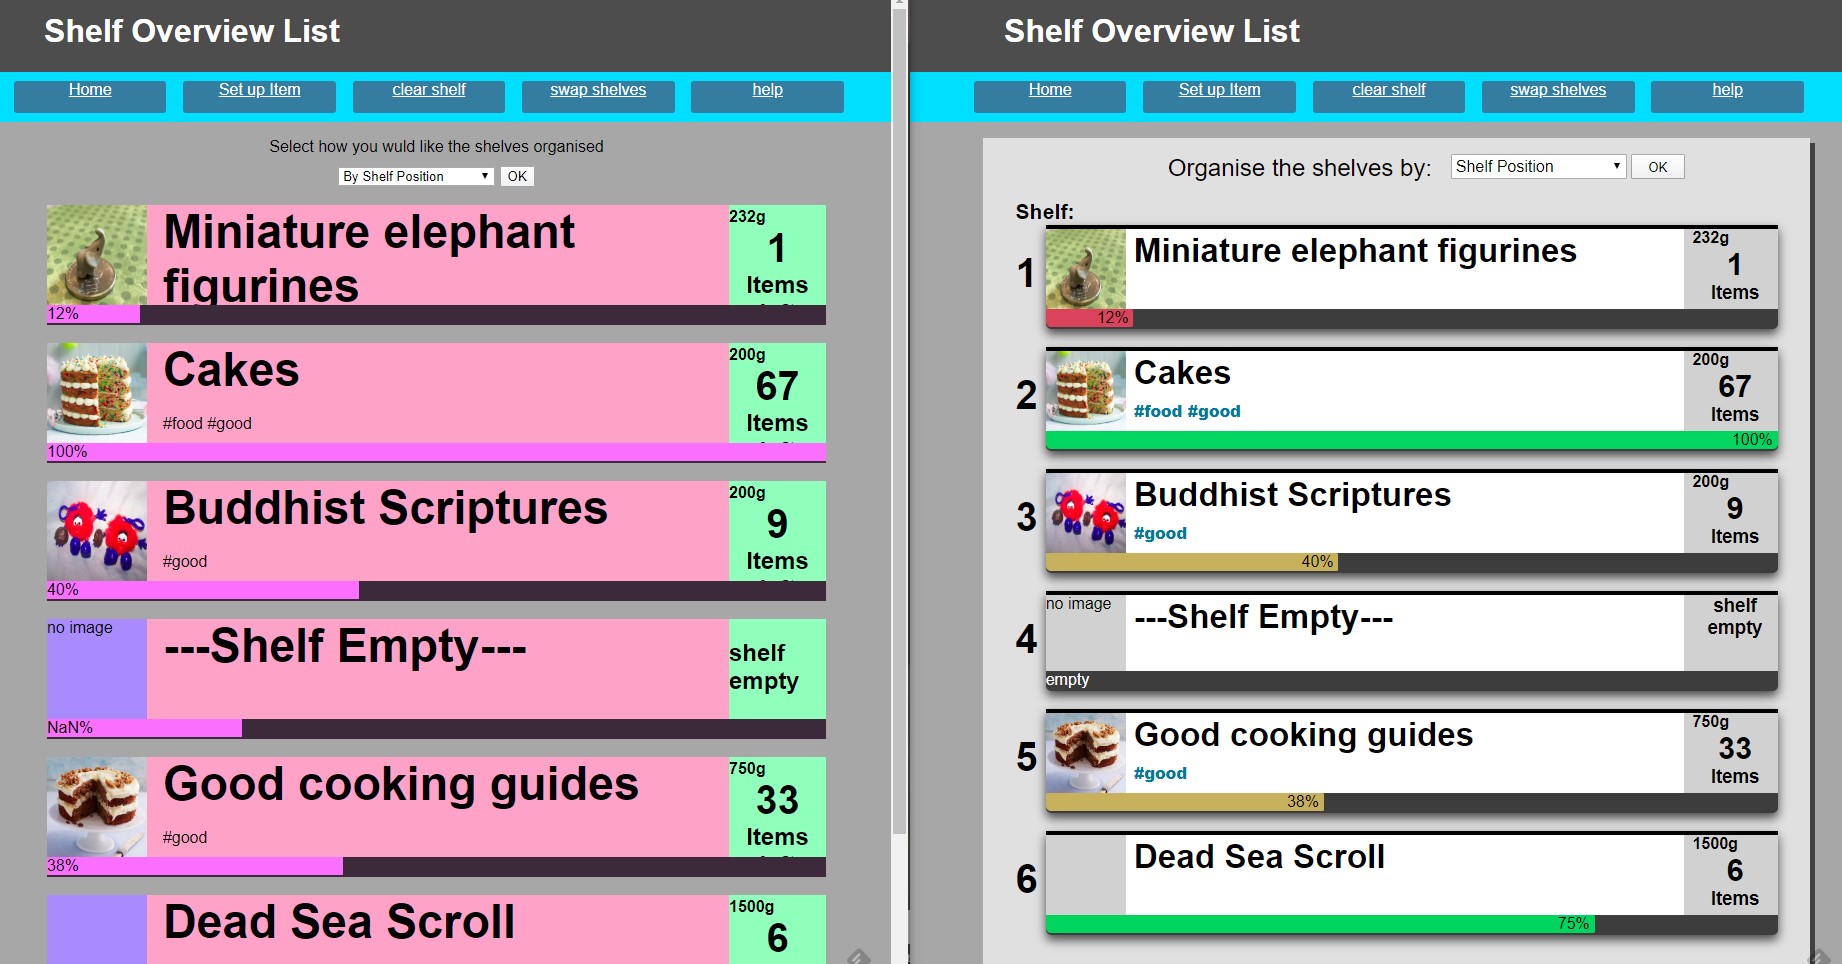 Shelf Overview List
Home
Set up Item
clear shelf
swap shelves
help
Select how you wuld like the shelves organised
By Shelf Position
OK
Miniature elephant
figurines
232g
1
Items
12%
Cakes
#food #good
200g
67
Items
100%
Buddhist Scriptures
#good
200g
9
Items
40%
no image
---Shelf Empty---
shelf
empty
NaN%
Good cooking guides
#good
750g
33
Items
38%
Dead Sea Scroll
1500g
6
Shelf Overview List
Home
Set up Item
clear shelf
swap shelves
help
Organise the shelves by:
Shelf Position
OK
Shelf:
1
Miniature elephant figurines
232g
1
Items
12%
2
Cakes
#food #good
200g
67
Items
100%
3
Buddhist Scriptures
#good
200g
9
Items
40%
4
no image
---Shelf Empty---
shelf
empty
empty
5
Good cooking guides
#good
750g
33
Items
38%
6
Dead Sea Scroll
1500g
6
Items
75%